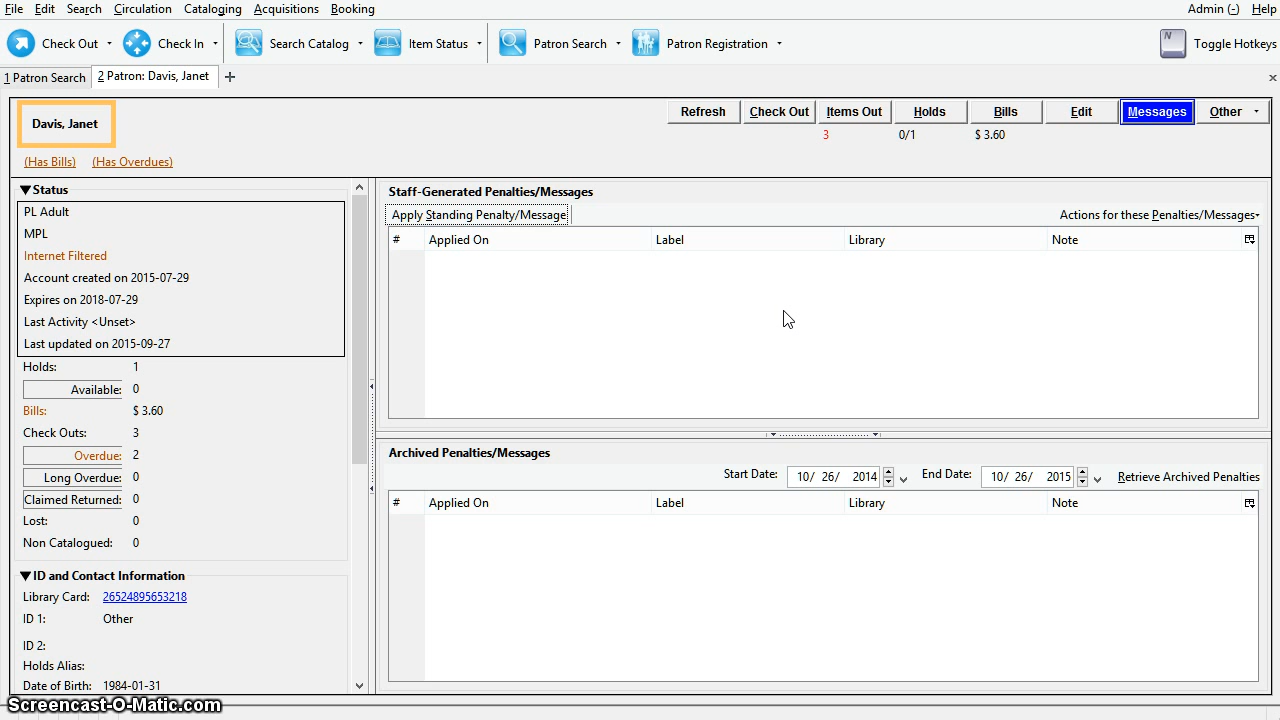 File Edit Search Circulation Cataloging Acquisitions Booking Admin (-) Help
Check Out Check In Search Catalog Item Status Patron Search Patron Registration N Toggle Hotkeys
1 Patron Search 2 Patron: Davis, Janet
Davis, Janet
Refresh Check Out Items Out Holds Bills Edit Messages Other
3 0/1 $ 3.60
(Has Bills) (Has Overdues)
Status
PL Adult
MPL
Internet Filtered
Account created on 2015-07-29
Expires on 2018-07-29
Last Activity <Unset>
Last updated on 2015-09-27
Holds: 1
Available: 0
Bills: $ 3.60
Check Outs: 3
Overdue: 2
Long Overdue: 0
Claimed Returned: 0
Lost: 0
Non Catalogued: 0
ID and Contact Information
Library Card: 26524895653218
ID 1: Other
ID 2:
Holds Alias:
Date of Birth: 1984-01-31
Staff-Generated Penalties/Messages
Apply Standing Penalty/Message Actions for these Penalties/Messages
# Applied On Label Library Note
Archived Penalties/Messages
Start Date: 10/ 26/ 2014 End Date: 10/ 26/ 2015 Retrieve Archived Penalties
# Applied On Label Library Note
Screencast-O-Matic.com